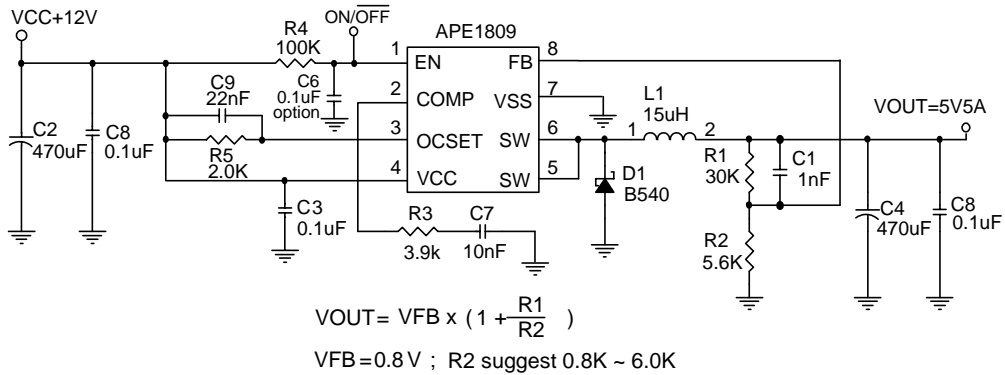 VCC+12V
ON/OFF
R4
100K
APE1809
1
EN
FB
8
C9
22nF
C6
0.1uF
option
2
COMP
VSS
7
L1
15uH
VOUT=5V5A
C2
470uF
C8
0.1uF
R5
2.0K
3
OCSET
SW
6
1
2
4
VCC
SW
5
D1
B540
R1
30K
C1
1nF
C3
0.1uF
R3
3.9k
C7
10nF
R2
5.6K
C4
470uF
C8
0.1uF
VOUT= VFB x ( 1 + R1/R2 )
VFB=0.8V ; R2 suggest 0.8K ~ 6.0K